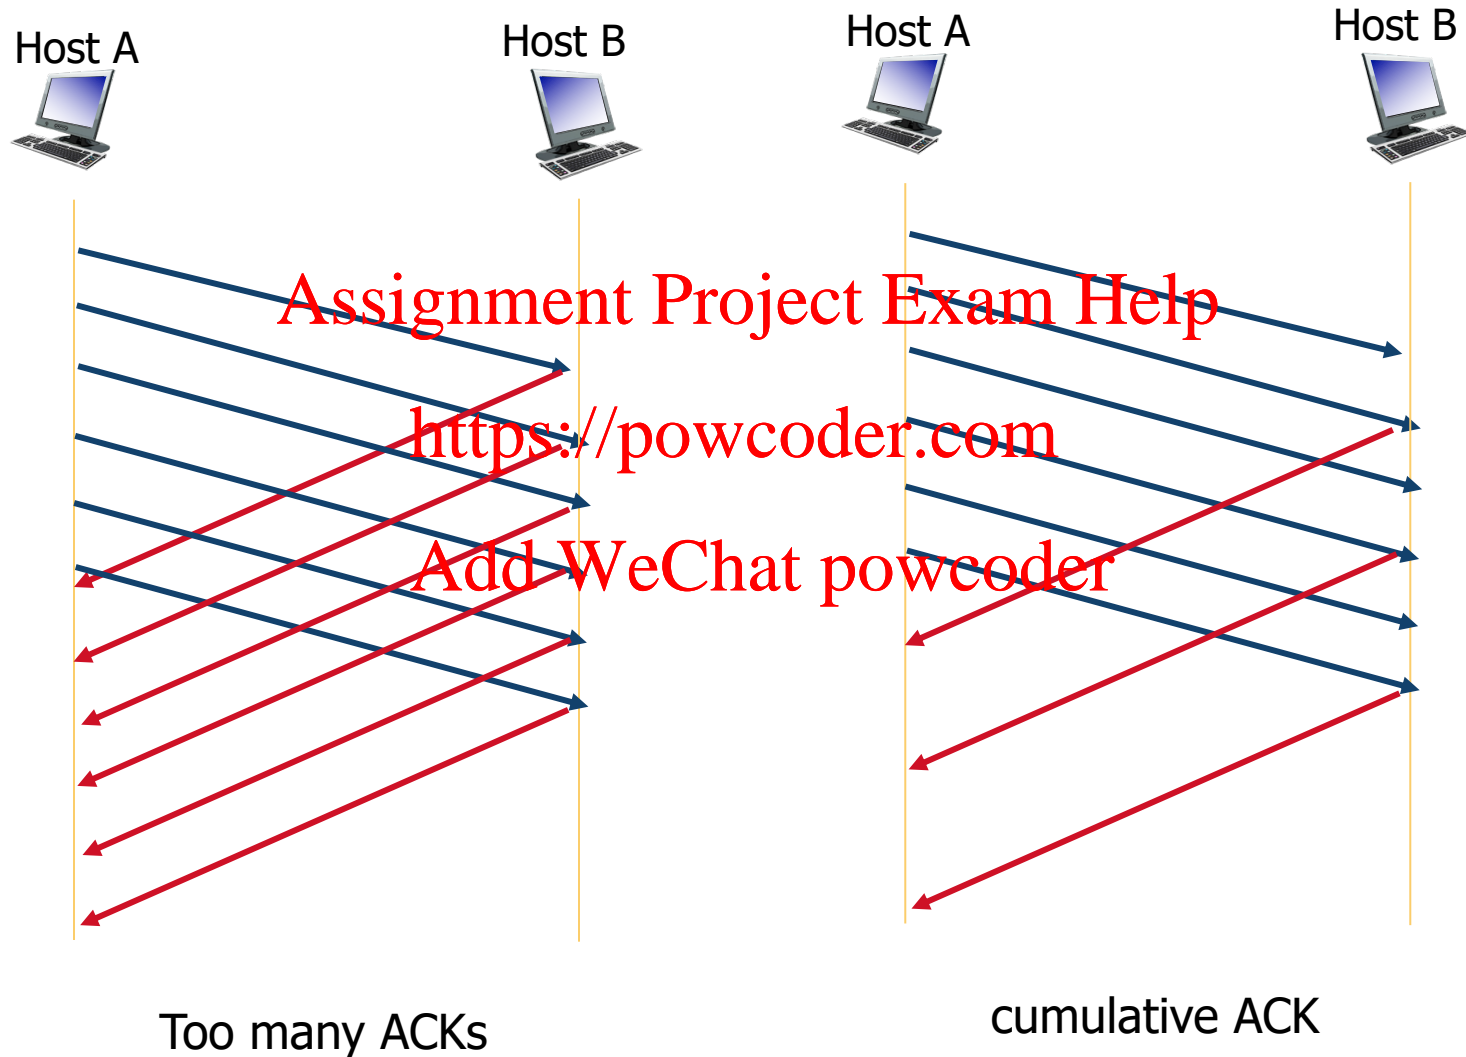 Host A
Host B
Host A
Host B
Assignment Project Exam Help
https://powcoder.com
Add WeChat powcoder
Too many ACKs
cumulative ACK